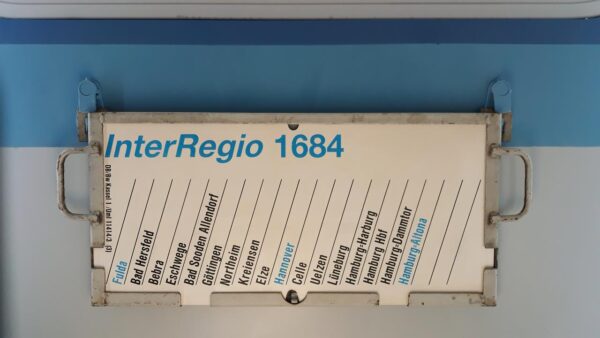 InterRegio 1684
Fulda
Bad Hersfeld
Bebra
Eschwege
Bad Sooden Allendorf
Göttingen
Northeim
Kreiensen
Elze
Hannover
Celle
Uelzen
Lüneburg
Hamburg-Harburg
Hamburg Hbf
Hamburg-Dammtor
Hamburg-Altona